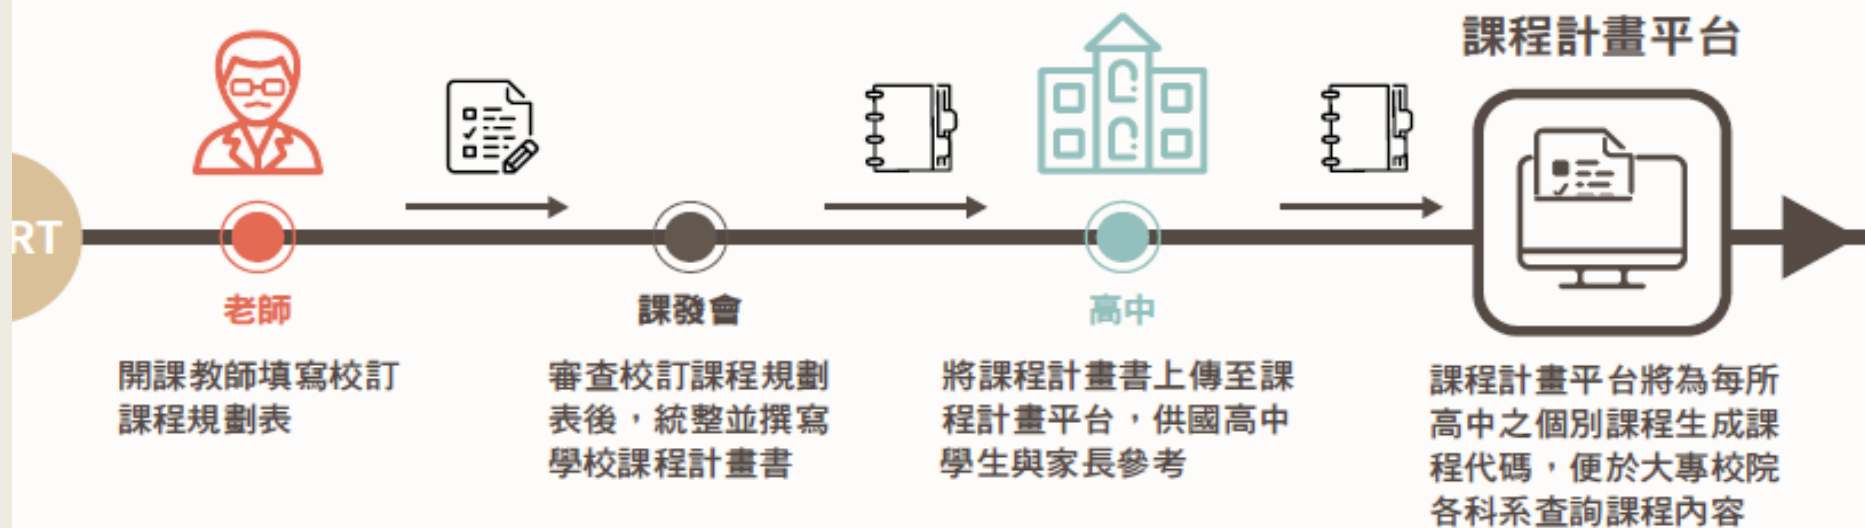 課程計畫平台
RT
老師
開課教師填寫校訂
課程規劃表
課發會
審查校訂課程規劃
表後，統整並撰寫
學校課程計畫書
高中
將課程計畫書上傳至課
程計畫平台，供國高中
學生與家長參考
課程計畫平台將為每所
高中之個別課程生成課
程代碼，便於大專校院
各科系查詢課程內容